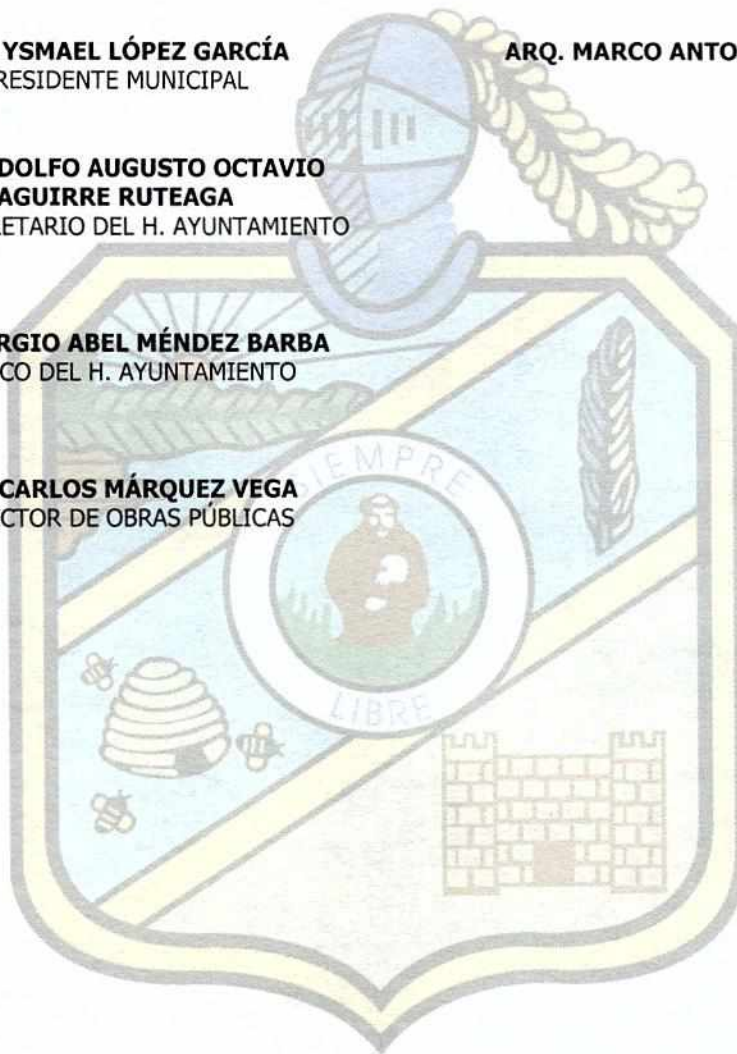 YSMAEL LÓPEZ GARCÍA
RESIDENTE MUNICIPAL
ARQ. MARCO ANTO
DOLFO AUGUSTO OCTAVIO
AGUIRRE RUTEAGA
ETARIO DEL H. AYUNTAMIENTO
RGIO ABEL MÉNDEZ BARBA
CO DEL H. AYUNTAMIENTO
CARLOS MÁRQUEZ VEGA
CTOR DE OBRAS PÚBLICAS
SIEMPRE
LIBRE